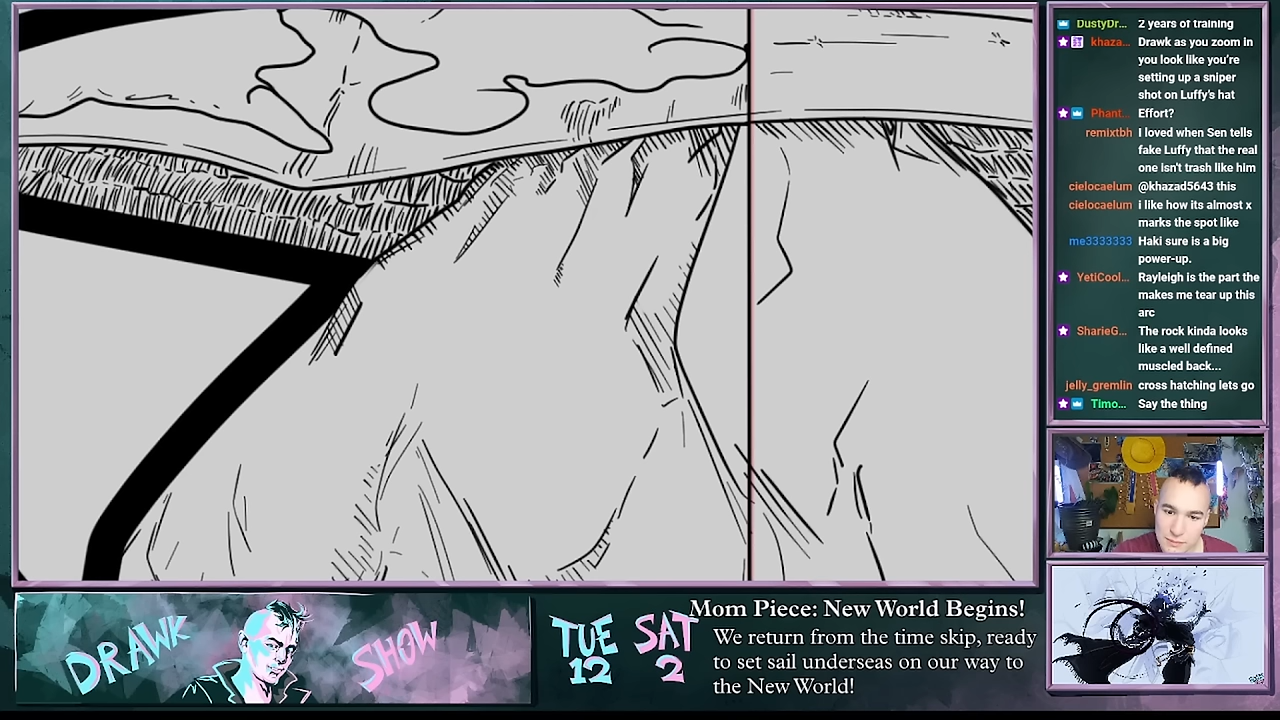 DustyDr... 2 years of training
khaza... Drawk as you zoom in
you look like you're
setting up a sniper
shot on Luffy's hat
Phant... Effort?
remixtbh I loved when Sen tells
fake Luffy that the real
one isn't trash like him
cielocaelum @khazad5643 this
cielocaelum i like how its almost x
marks the spot like
me3333333 Haki sure is a big
power-up.
YetiCool... Rayleigh is the part the
makes me tear up this
arc
SharieG... The rock kinda looks
like a well defined
muscled back...
jelly_gremlin cross hatching lets go
Timo... Say the thing
DRAWK SHOW
TUE SAT
12 2
Mom Piece: New World Begins!
We return from the time skip, ready
to set sail underseas on our way to
the New World!